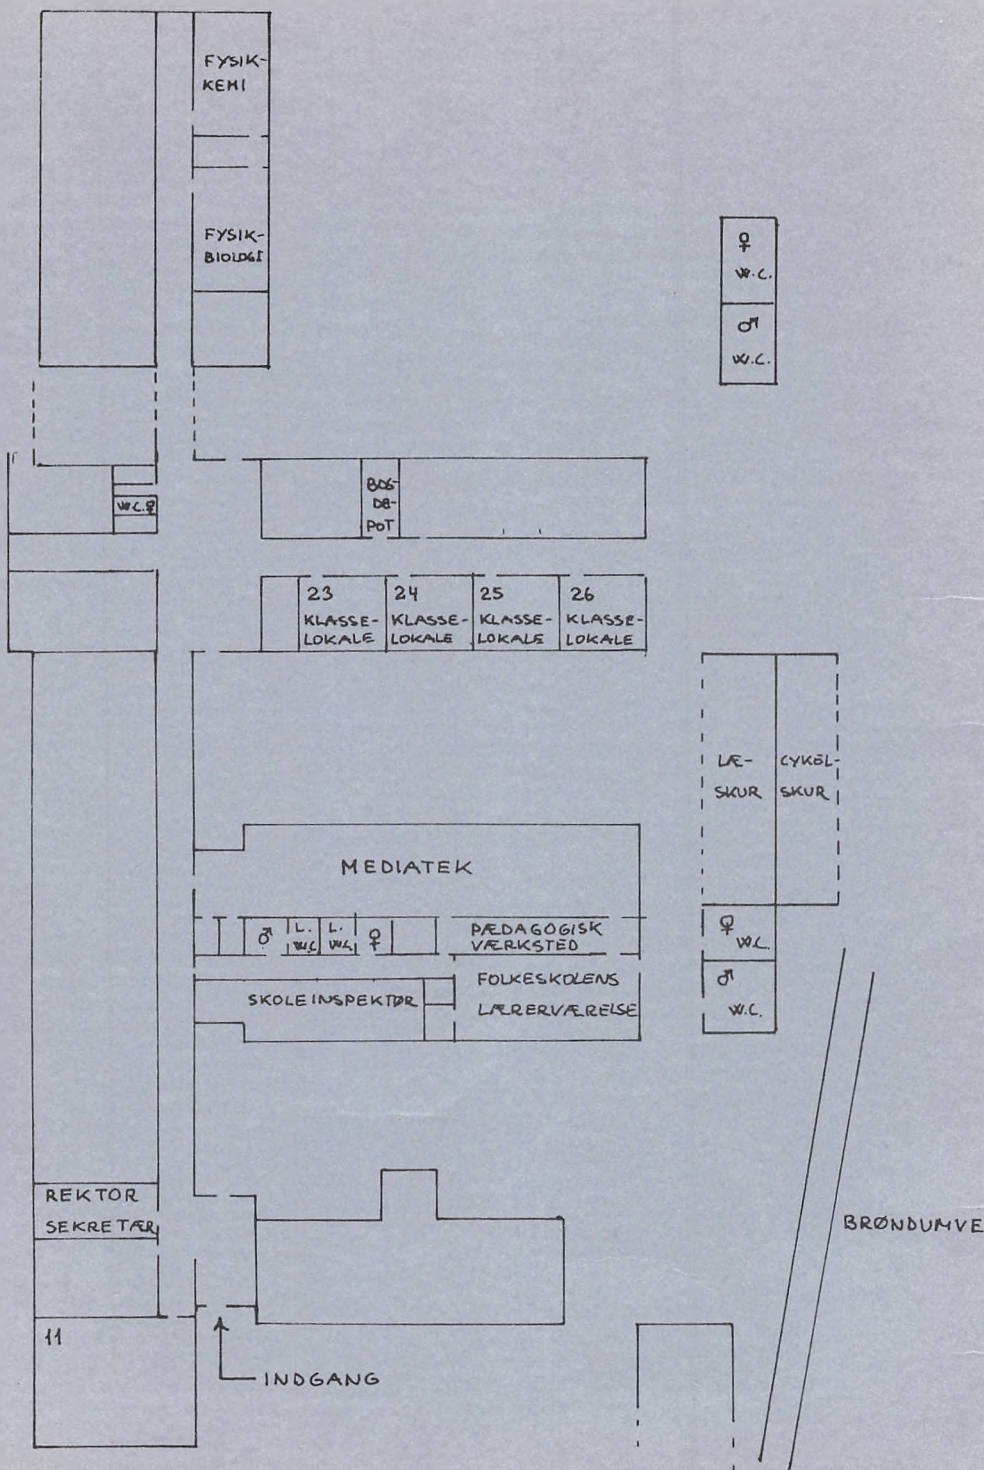 FYSIK-
KEMI
FYSIK-
BIOLOGI
♀
W.C.
♂
W.C.
W.C. ♀
BOG-
DE-
POT
23
KLASSE-
LOKALE
24
KLASSE-
LOKALE
25
KLASSE-
LOKALE
26
KLASSE-
LOKALE
LÆ-
SKUR
CYKEL-
SKUR
MEDIATEK
♂
L.
W.C.
L.
W.C.
♀
PÆDAGOGISK
VÆRKSTED
♀
W.C.
♂
W.C.
SKOLEINSPEKTØR
FOLKESKOLENS
LÆRERVÆRELSE
REKTOR
SEKRETÆR
BRØNDUMVE
11
INDGANG